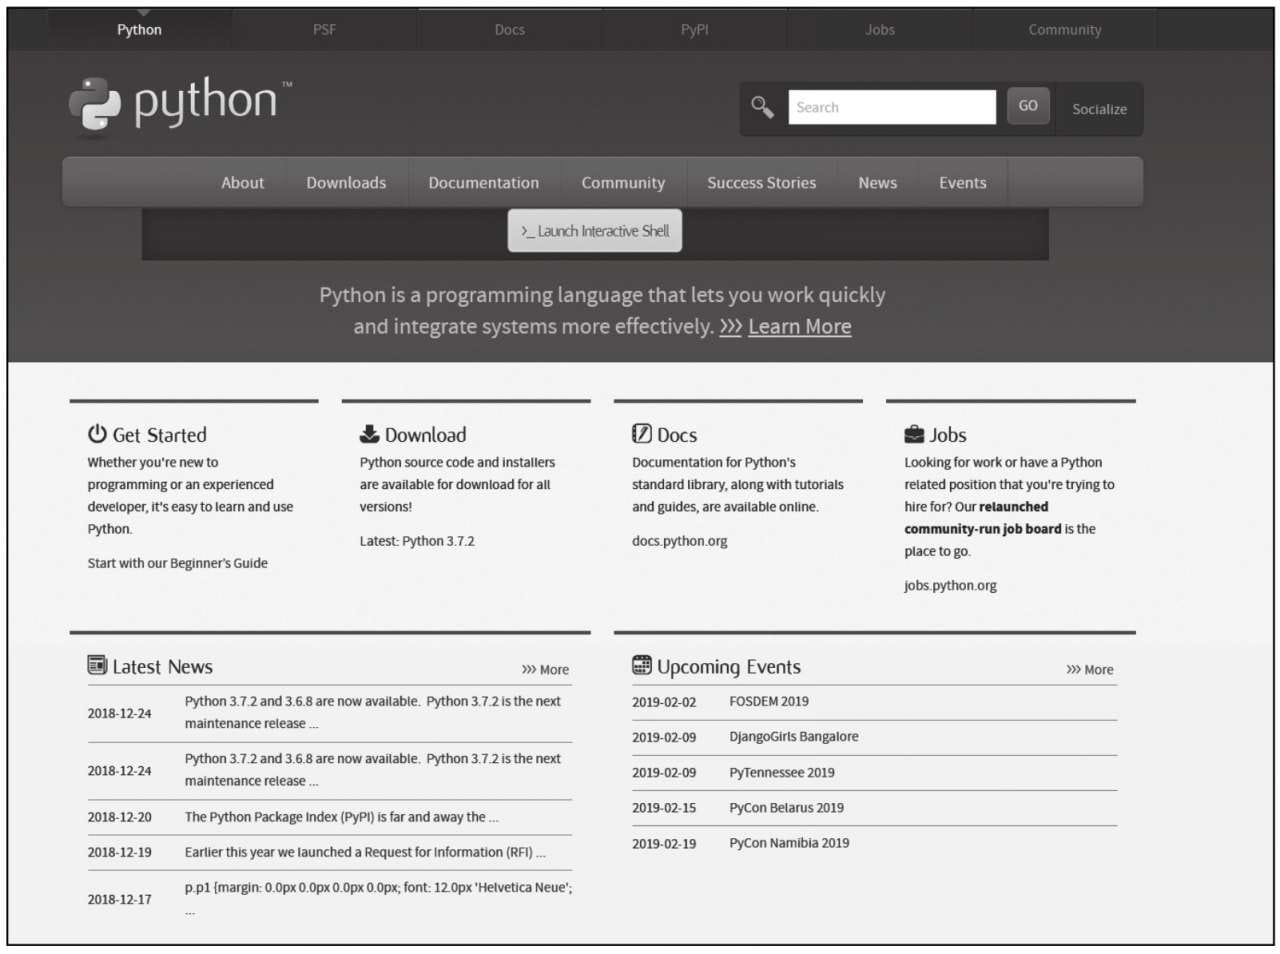 Python PSF Docs PyPI Jobs Community
python™
Search GO Socialize
About Downloads Documentation Community Success Stories News Events
>_ Launch Interactive Shell
Python is a programming language that lets you work quickly
and integrate systems more effectively. >>> Learn More
Get Started
Whether you're new to
programming or an experienced
developer, it's easy to learn and use
Python.
Start with our Beginner's Guide
Download
Python source code and installers
are available for download for all
versions!
Latest: Python 3.7.2
Docs
Documentation for Python's
standard library, along with tutorials
and guides, are available online.
docs.python.org
Jobs
Looking for work or have a Python
related position that you're trying to
hire for? Our relaunched
community-run job board is the
place to go.
jobs.python.org
Latest News >>> More
2018-12-24 Python 3.7.2 and 3.6.8 are now available. Python 3.7.2 is the next
maintenance release ...
2018-12-24 Python 3.7.2 and 3.6.8 are now available. Python 3.7.2 is the next
maintenance release ...
2018-12-20 The Python Package Index (PyPI) is far and away the ...
2018-12-19 Earlier this year we launched a Request for Information (RFI) ...
2018-12-17 p.p1 {margin: 0.0px 0.0px 0.0px 0.0px; font: 12.0px 'Helvetica Neue';
...
Upcoming Events >>> More
2019-02-02 FOSDEM 2019
2019-02-09 DjangoGirls Bangalore
2019-02-09 PyTennessee 2019
2019-02-15 PyCon Belarus 2019
2019-02-19 PyCon Namibia 2019